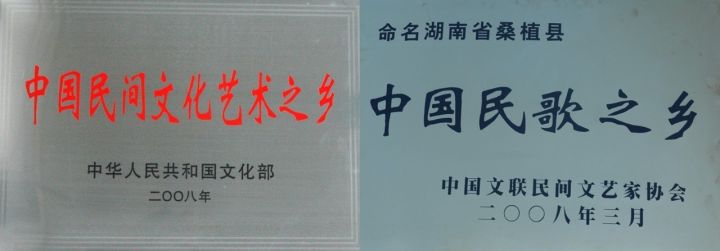 中国民间文化艺术之乡
中华人民共和国文化部
二〇〇八年
命名湖南省桑植县
中国民歌之乡
中国文联民间文艺家协会
二〇〇八年三月